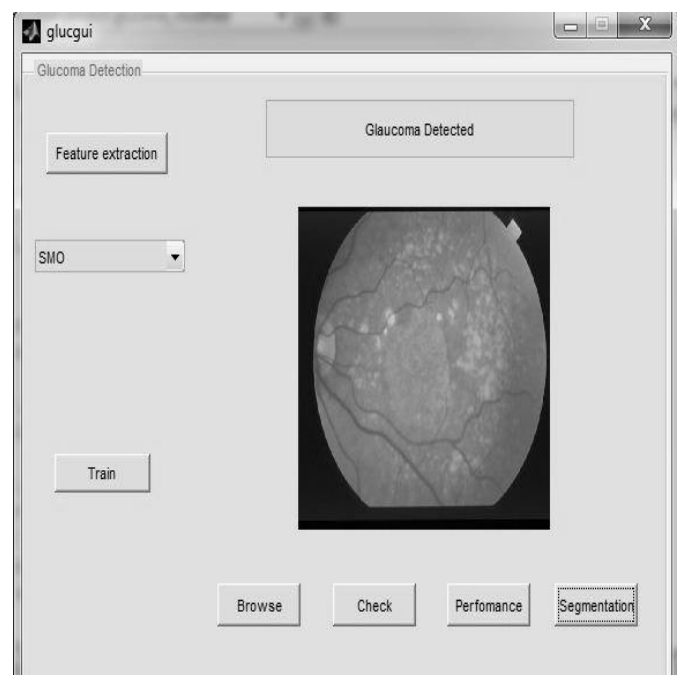 glucgui
Glucoma Detection
Glaucoma Detected
Feature extraction
SMO
Train
Browse
Check
Perfomance
Segmentation